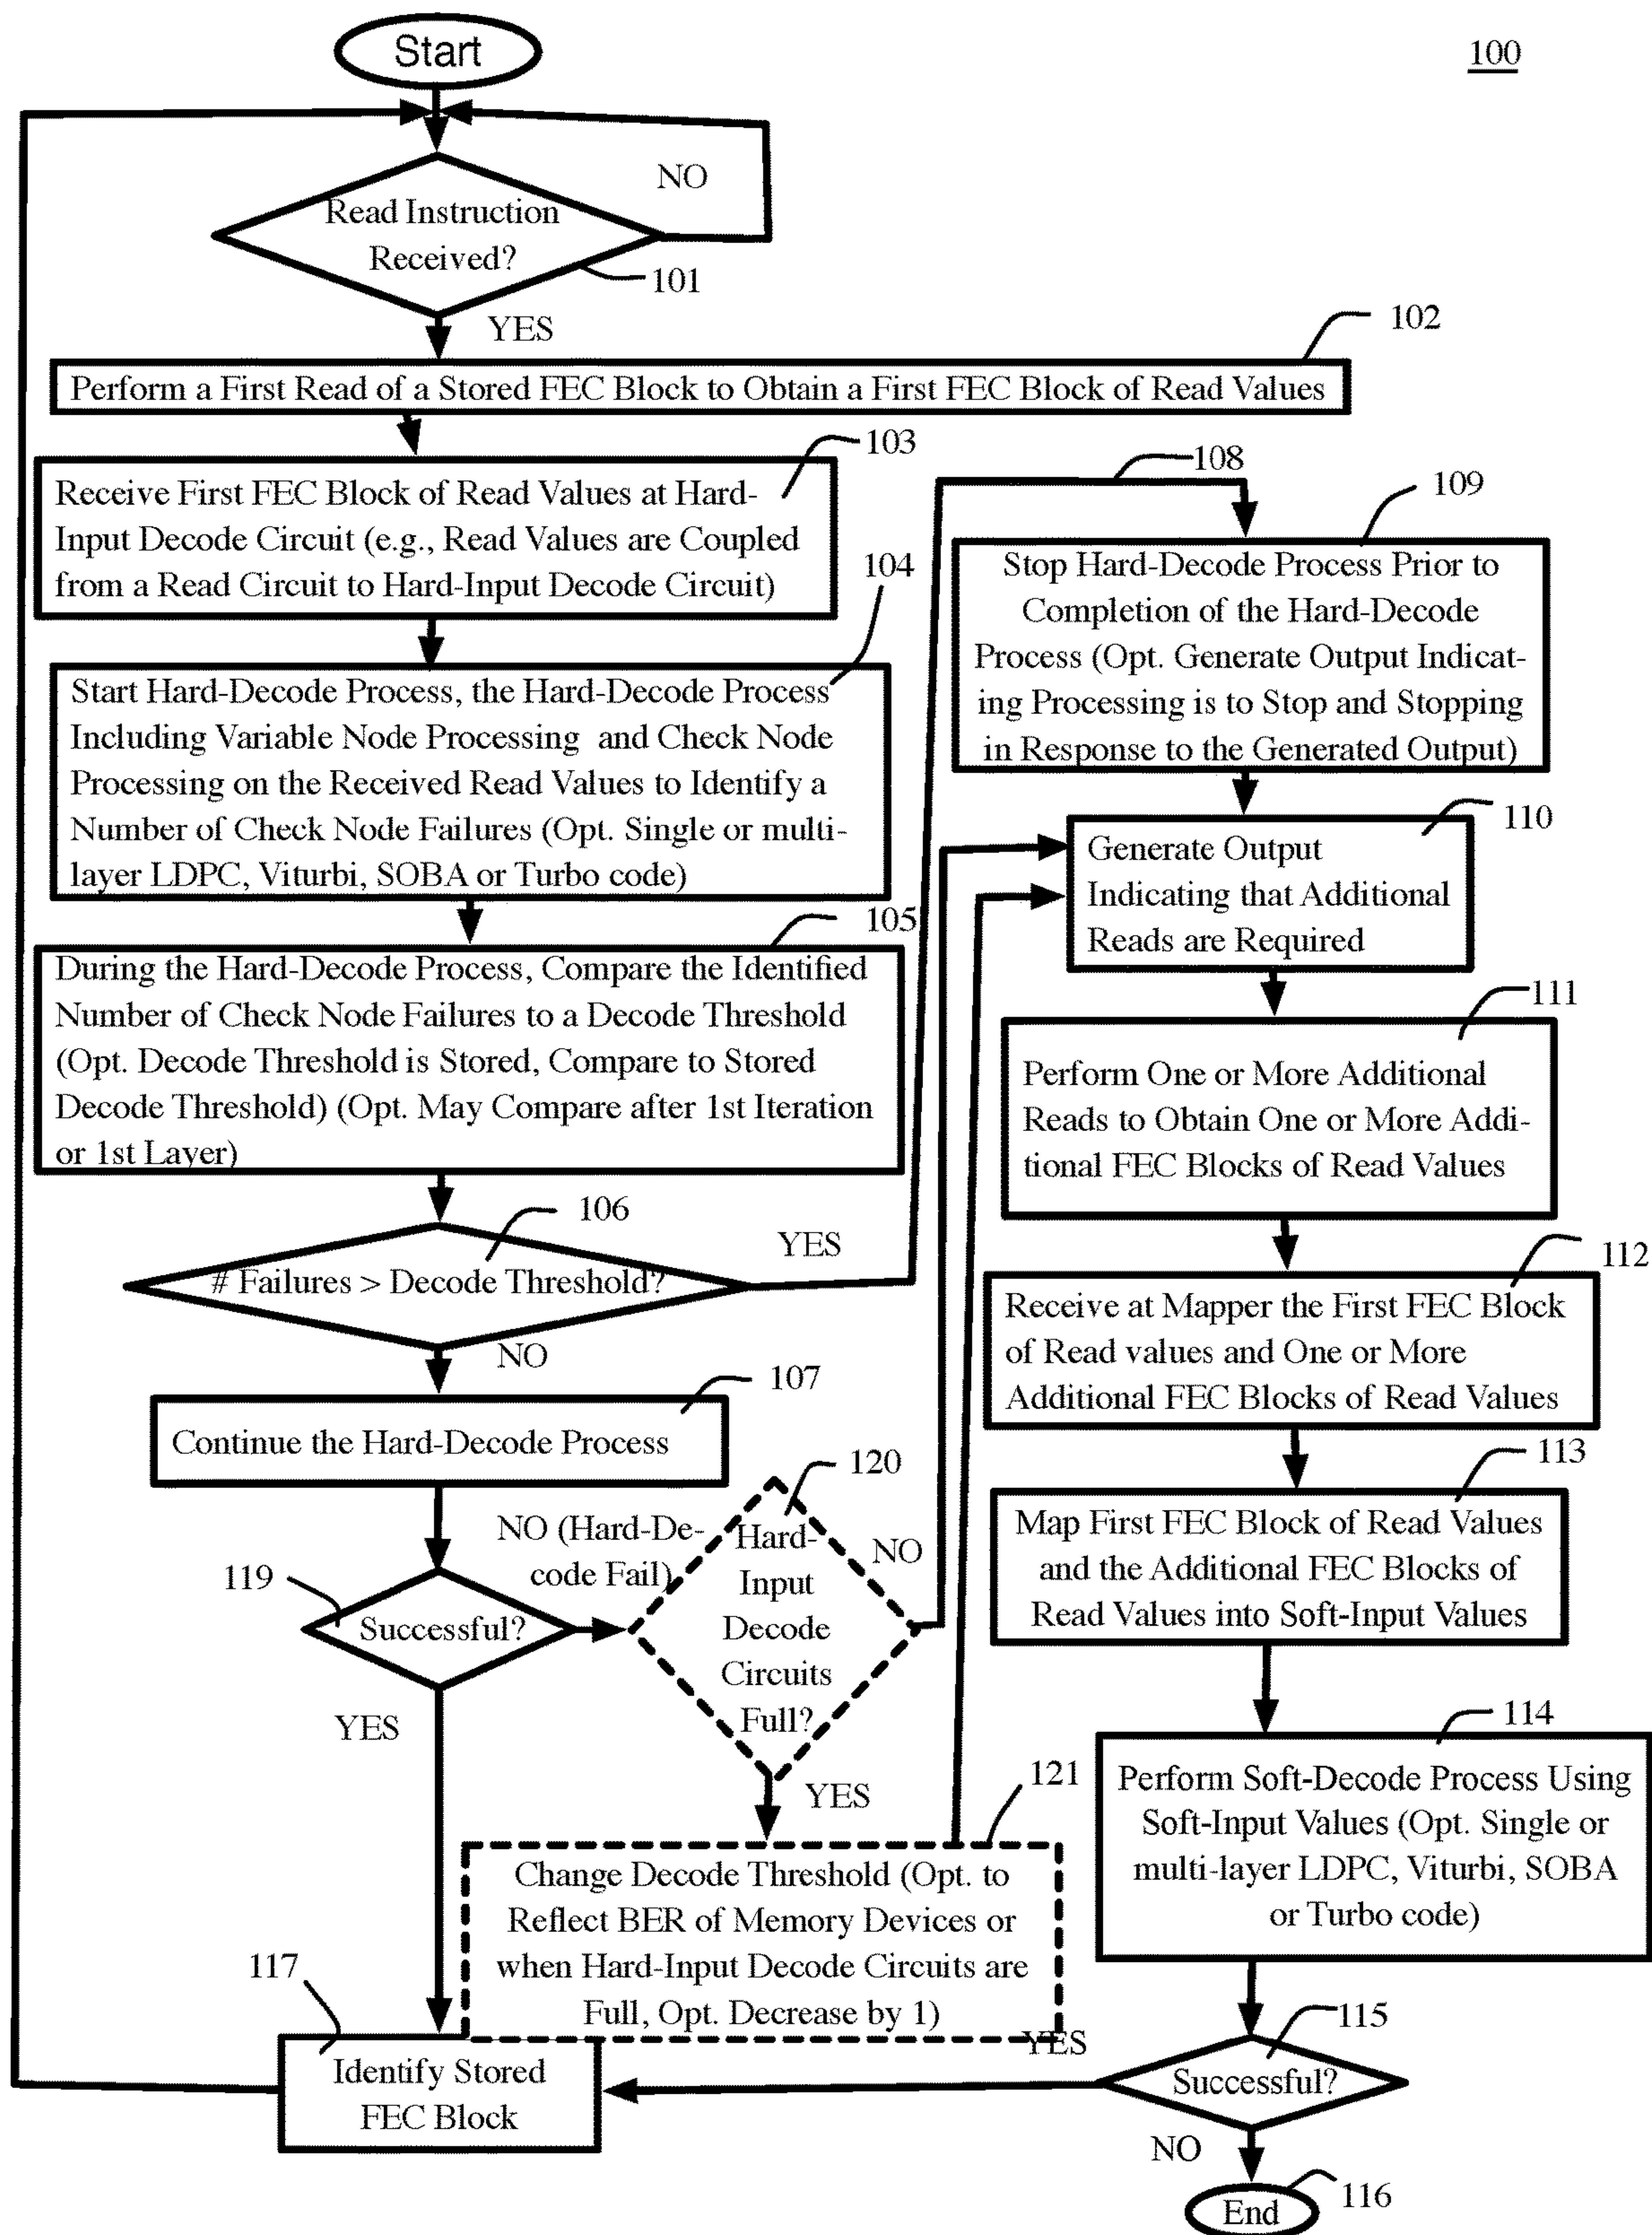 Start
100
NO
Read Instruction
Received?
101
YES
102
Perform a First Read of a Stored FEC Block to Obtain a First FEC Block of Read Values
103
Receive First FEC Block of Read Values at Hard-
Input Decode Circuit (e.g., Read Values are Coupled
from a Read Circuit to Hard-Input Decode Circuit)
104
Start Hard-Decode Process, the Hard-Decode Process
Including Variable Node Processing and Check Node
Processing on the Received Read Values to Identify a
Number of Check Node Failures (Opt. Single or multi-
layer LDPC, Viturbi, SOBA or Turbo code)
105
During the Hard-Decode Process, Compare the Identified
Number of Check Node Failures to a Decode Threshold
(Opt. Decode Threshold is Stored, Compare to Stored
Decode Threshold) (Opt. May Compare after 1st Iteration
or 1st Layer)
106
YES
# Failures > Decode Threshold?
NO
107
Continue the Hard-Decode Process
120
NO (Hard-De-
code Fail)
119
Successful?
Hard-
Input
Decode
Circuits
Full?
NO
YES
YES
121
Change Decode Threshold (Opt. to
Reflect BER of Memory Devices or
when Hard-Input Decode Circuits are
Full, Opt. Decrease by 1)
117
Identify Stored
FEC Block
108
109
Stop Hard-Decode Process Prior to
Completion of the Hard-Decode
Process (Opt. Generate Output Indicat-
ing Processing is to Stop and Stopping
in Response to the Generated Output)
110
Generate Output
Indicating that Additional
Reads are Required
111
Perform One or More Additional
Reads to Obtain One or More Addi-
tional FEC Blocks of Read Values
112
Receive at Mapper the First FEC Block
of Read values and One or More
Additional FEC Blocks of Read Values
113
Map First FEC Block of Read Values
and the Additional FEC Blocks of
Read Values into Soft-Input Values
114
Perform Soft-Decode Process Using
Soft-Input Values (Opt. Single or
multi-layer LDPC, Viturbi, SOBA
or Turbo code)
115
YES
Successful?
NO
116
End